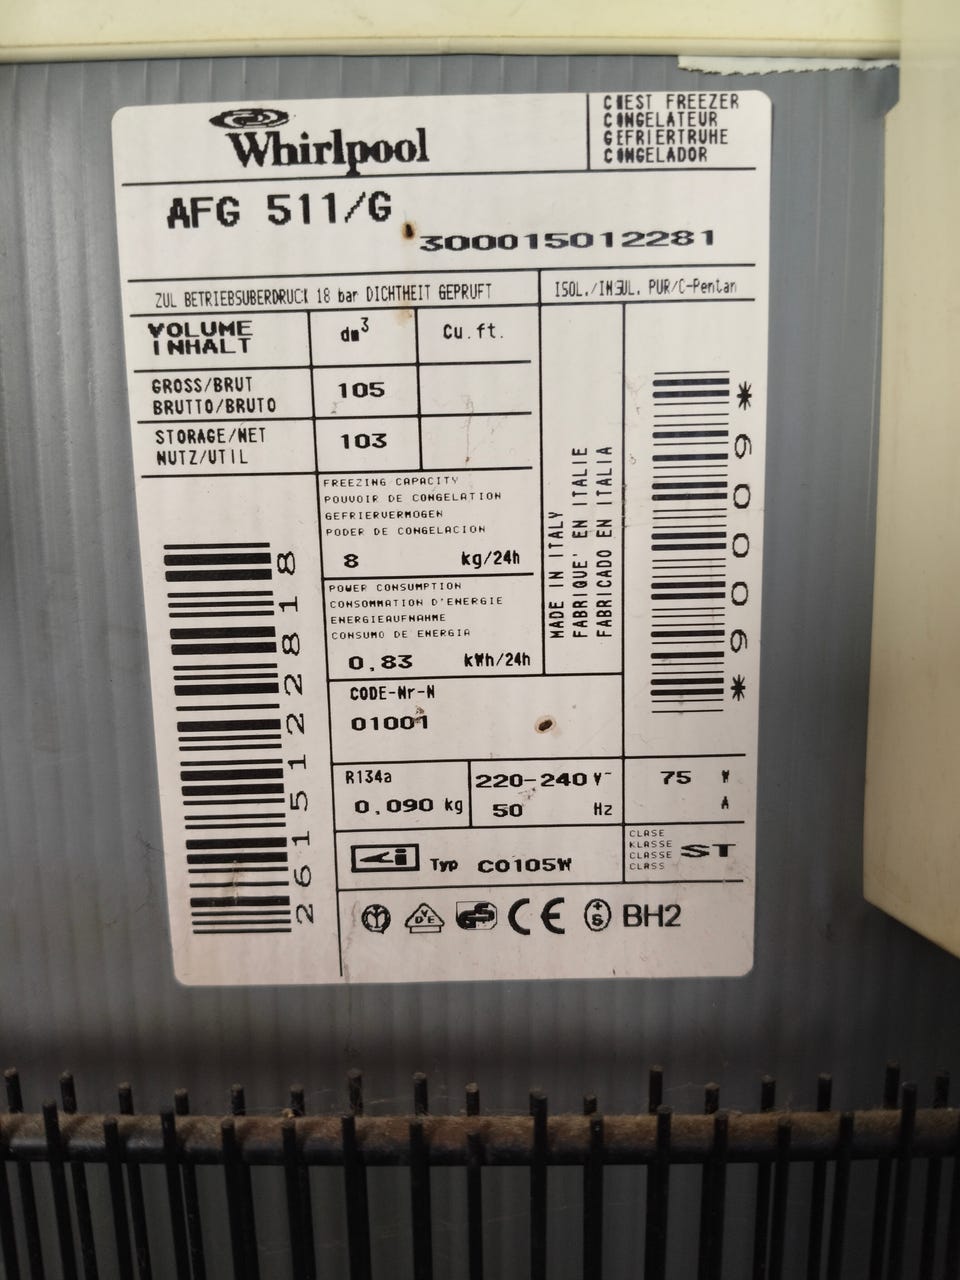 Whirlpool
CHEST FREEZER
CONGELATEUR
GEFRIERTRUHE
CONGELADOR
AFG 511/G
300015012281
ZUL BETRIEBSUBERDRUCK 18 bar DICHTHEIT GEPRUFT
ISOL./INSUL. PUR/C-Pentan
VOLUME
INHALT
dm³
Cu.ft.
GROSS/BRUT
BRUTTO/BRUTO
105
STORAGE/NET
NUTZ/UTIL
103
FREEZING CAPACITY
POUVOIR DE CONGELATION
GEFRIERVERMOGEN
PODER DE CONGELACION
8 kg/24h
POWER CONSUMPTION
CONSOMMATION D'ENERGIE
ENERGIEAUFNAHME
CONSUMO DE ENERGIA
0,83 kWh/24h
MADE IN ITALY
FABRIQUE' EN ITALIE
FABRICADO EN ITALIA
*90009*
2615122818
CODE-Nr-N
01001
R134a
0,090 kg
220-240 V~
50 Hz
75 W
A
Typ CO105W
CLASE
KLASSE
CLASSE
CLASS
ST
VDE
GS
CE
+S
BH2